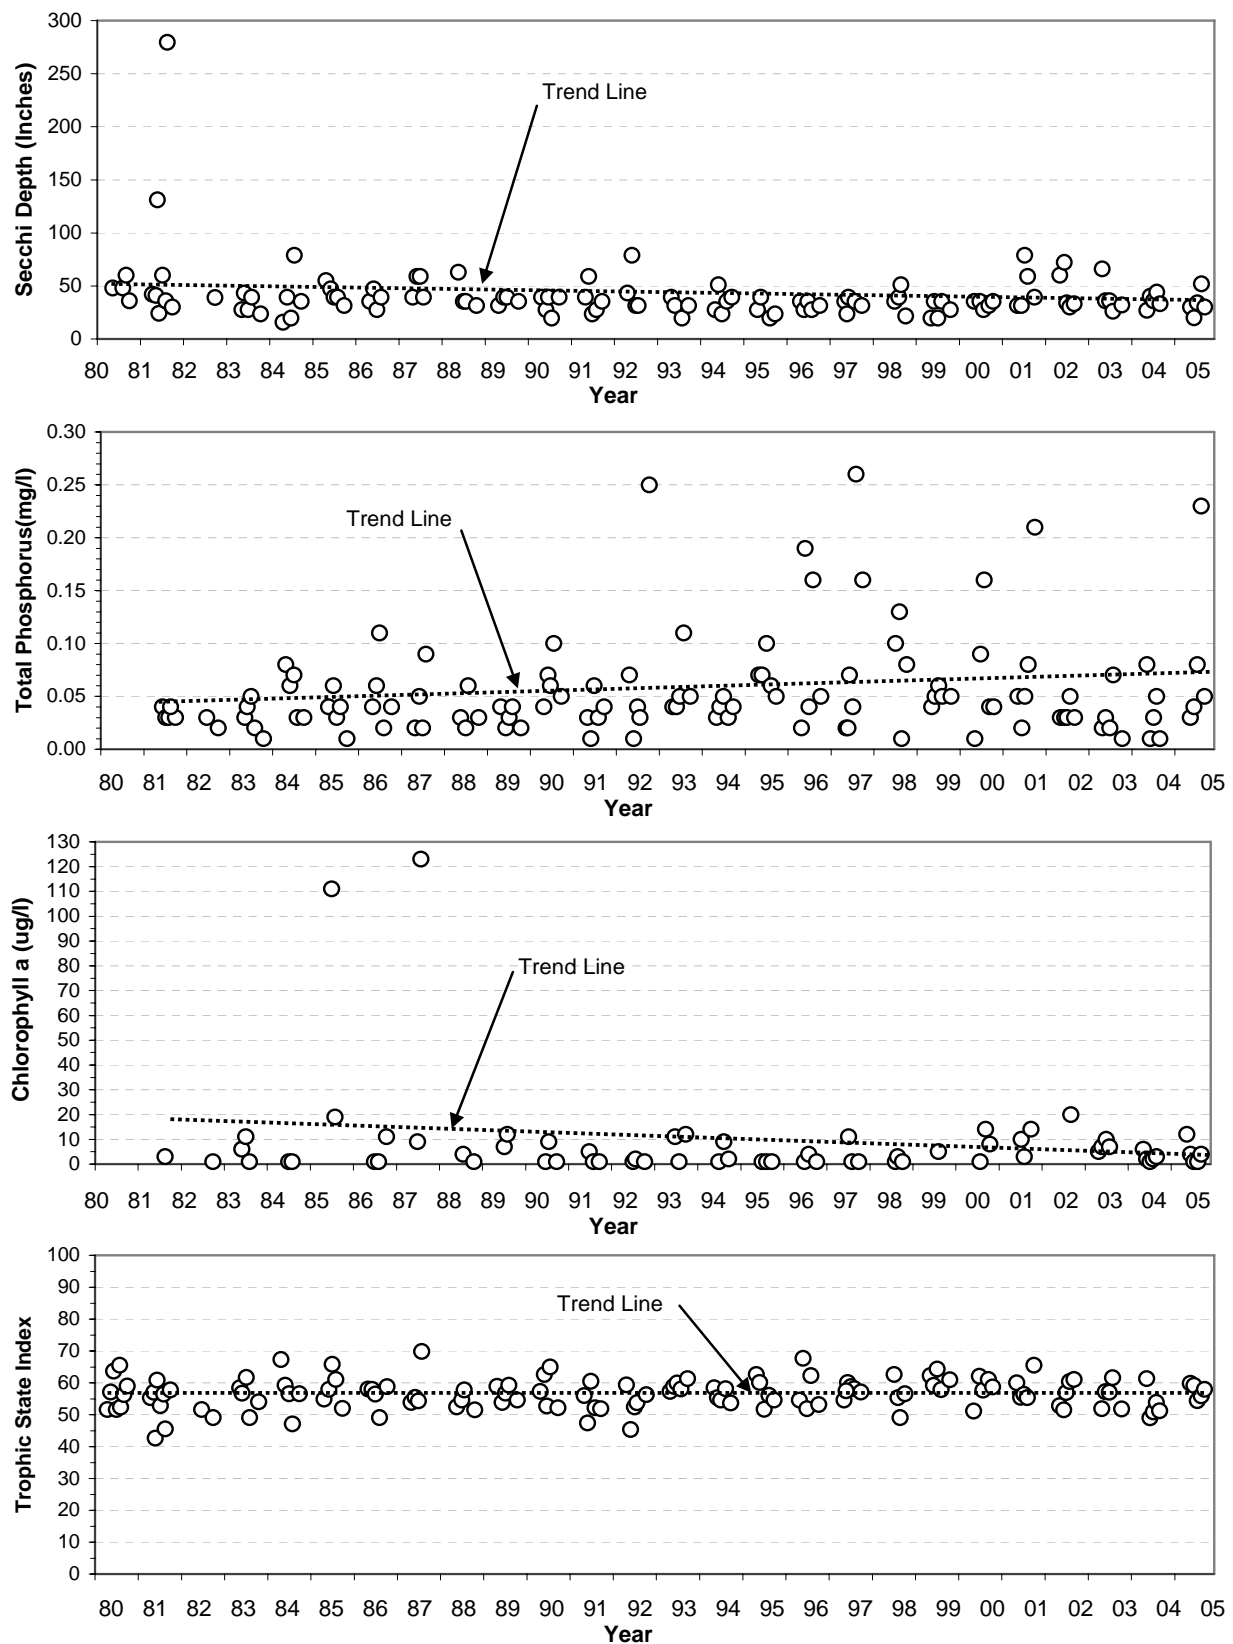 300
250
200
150
100
50
0
Secchi Depth (Inches)
Trend Line
80 81 82 83 84 85 86 87 88 89 90 91 92 93 94 95 96 97 98 99 00 01 02 03 04 05
Year
0.30
0.25
0.20
0.15
0.10
0.05
0.00
Total Phosphorus(mg/l)
Trend Line
80 81 82 83 84 85 86 87 88 89 90 91 92 93 94 95 96 97 98 99 00 01 02 03 04 05
Year
130
120
110
100
90
80
70
60
50
40
30
20
10
0
Chlorophyll a (ug/l)
Trend Line
80 81 82 83 84 85 86 87 88 89 90 91 92 93 94 95 96 97 98 99 00 01 02 03 04 05
Year
100
90
80
70
60
50
40
30
20
10
0
Trophic State Index
Trend Line
80 81 82 83 84 85 86 87 88 89 90 91 92 93 94 95 96 97 98 99 00 01 02 03 04 05
Year